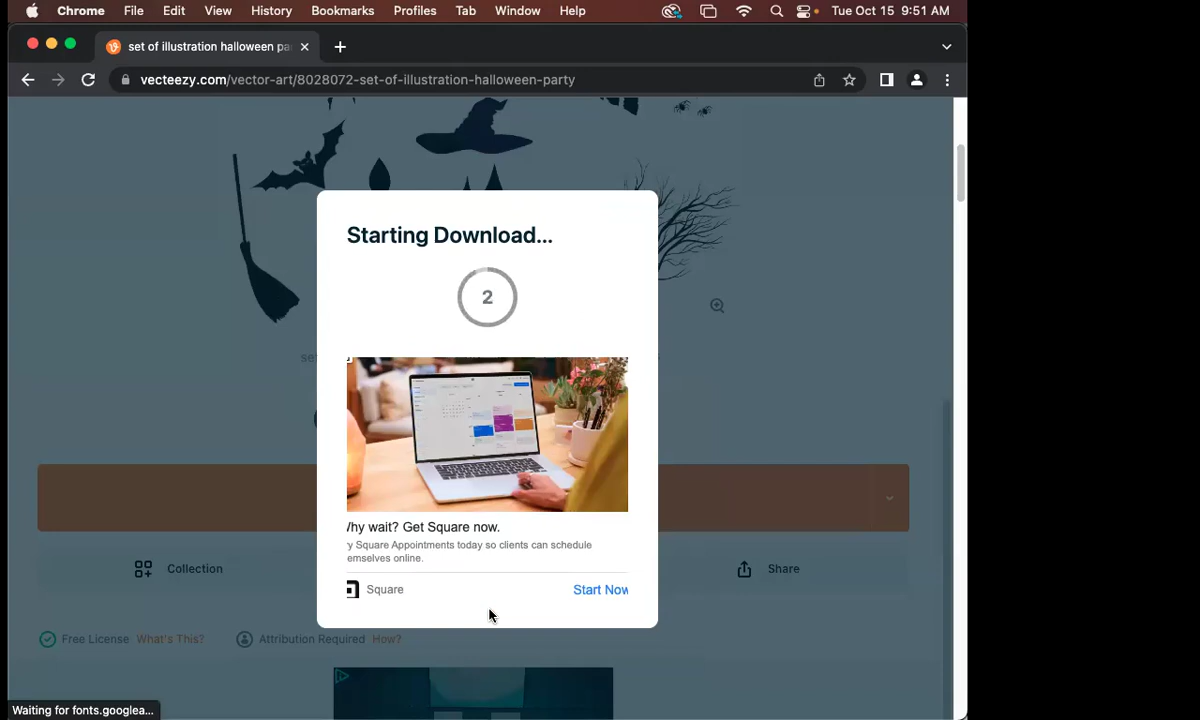 Chrome File Edit View History Bookmarks Profiles Tab Window Help Tue Oct 15 9:51 AM
set of illustration halloween pa
vecteezy.com/vector-art/8028072-set-of-illustration-halloween-party
Starting Download...
2
hy wait? Get Square now.
y Square Appointments today so clients can schedule
emselves online.
Square Start Now
Collection Share
Free License What's This? Attribution Required How?
Waiting for fonts.googlea...